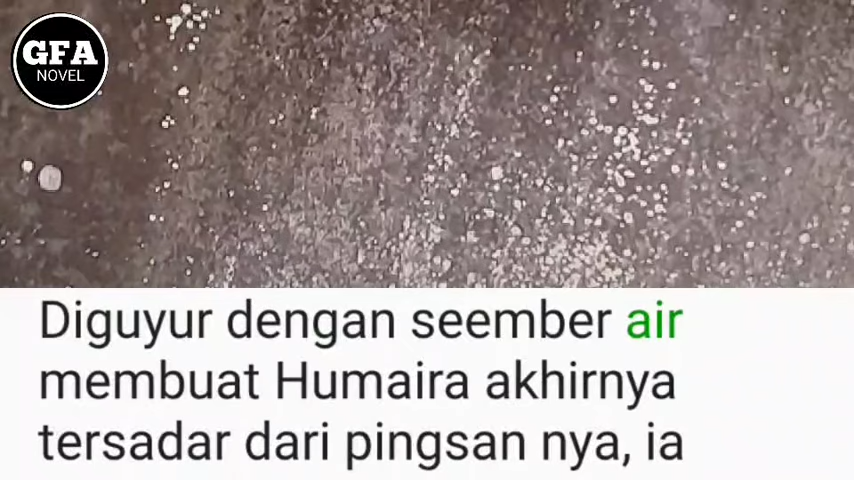 GFA
NOVEL
Diguyur dengan seember air
membuat Humaira akhirnya
tersadar dari pingsan nya, ia